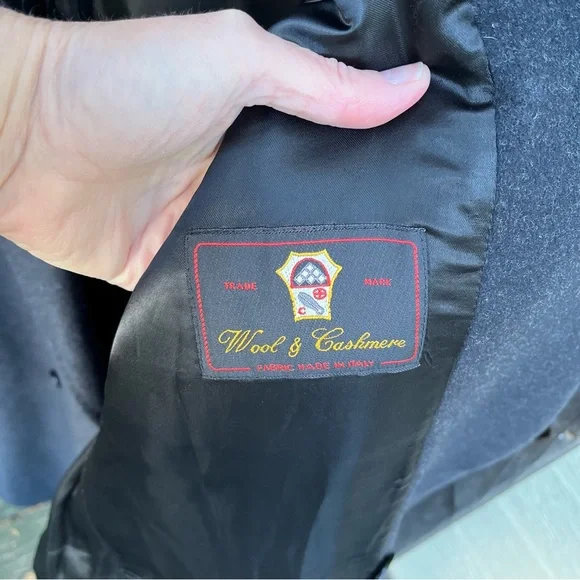 TRADE MARK
C
Wool & Cashmere
FABRIC MADE IN ITALY